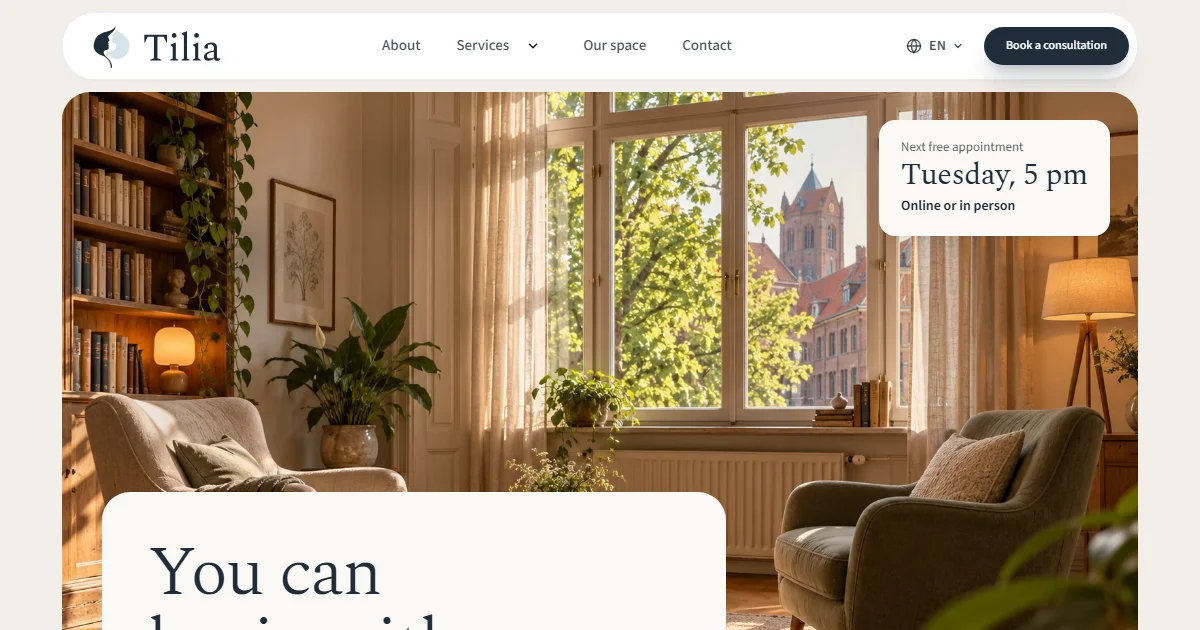 Tilia
About
Services
Our space
Contact
EN
Book a consultation
Next free appointment
Tuesday, 5 pm
Online or in person
You can